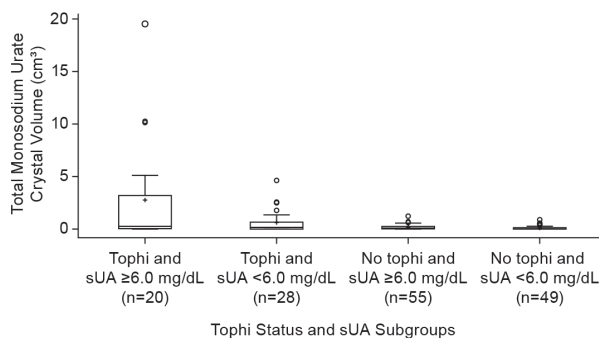 Total Monosodium Urate
Crystal Volume (cm³)
20
15
10
5
0
Tophi and
sUA ≥6.0 mg/dL
(n=20)
Tophi and
sUA <6.0 mg/dL
(n=28)
No tophi and
sUA ≥6.0 mg/dL
(n=55)
No tophi and
sUA <6.0 mg/dL
(n=49)
Tophi Status and sUA Subgroups